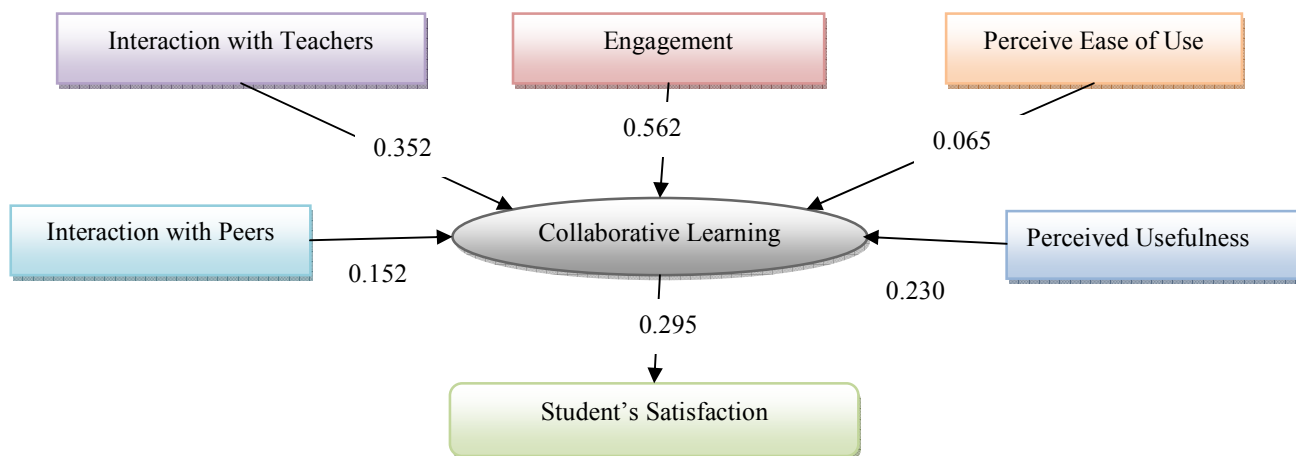 Interaction with Teachers
Engagement
Perceive Ease of Use
0.352
0.562
0.065
Interaction with Peers
Collaborative Learning
Perceived Usefulness
0.152
0.230
0.295
Student’s Satisfaction